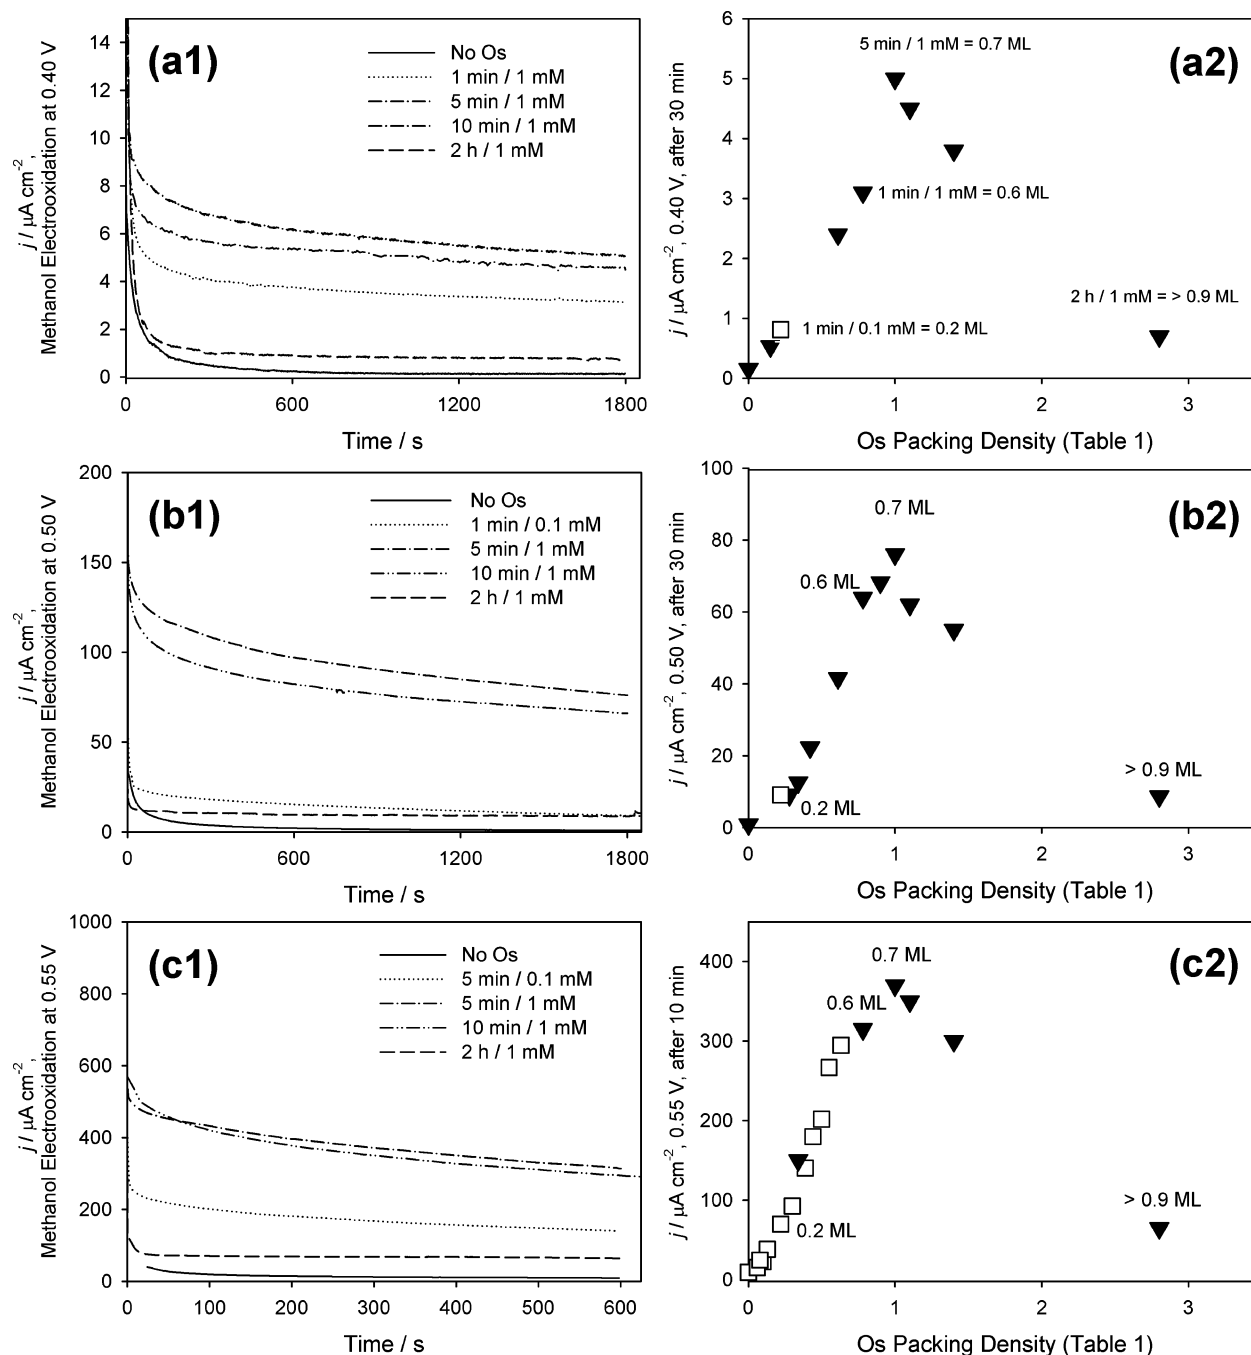 (a1)
No Os
1 min / 1 mM
5 min / 1 mM
10 min / 1 mM
2 h / 1 mM
j / μA cm-2,
Methanol Electrooxidation at 0.40 V
14
12
10
8
6
4
2
0
0 600 1200 1800
Time / s
(a2)
5 min / 1 mM = 0.7 ML
1 min / 1 mM = 0.6 ML
2 h / 1 mM = > 0.9 ML
1 min / 0.1 mM = 0.2 ML
j / μA cm-2, 0.40 V, after 30 min
6
5
4
3
2
1
0
0 1 2 3
Os Packing Density (Table 1)
(b1)
No Os
1 min / 0.1 mM
5 min / 1 mM
10 min / 1 mM
2 h / 1 mM
j / μA cm-2,
Methanol Electrooxidation at 0.50 V
200
150
100
50
0
0 600 1200 1800
Time / s
(b2)
0.7 ML
0.6 ML
> 0.9 ML
0.2 ML
j / μA cm-2, 0.50 V, after 30 min
100
80
60
40
20
0
0 1 2 3
Os Packing Density (Table 1)
(c1)
No Os
5 min / 0.1 mM
5 min / 1 mM
10 min / 1 mM
2 h / 1 mM
j / μA cm-2,
Methanol Electrooxidation at 0.55 V
1000
800
600
400
200
0
0 100 200 300 400 500 600
Time / s
(c2)
0.7 ML
0.6 ML
> 0.9 ML
0.2 ML
j / μA cm-2, 0.55 V, after 10 min
400
300
200
100
0
0 1 2 3
Os Packing Density (Table 1)